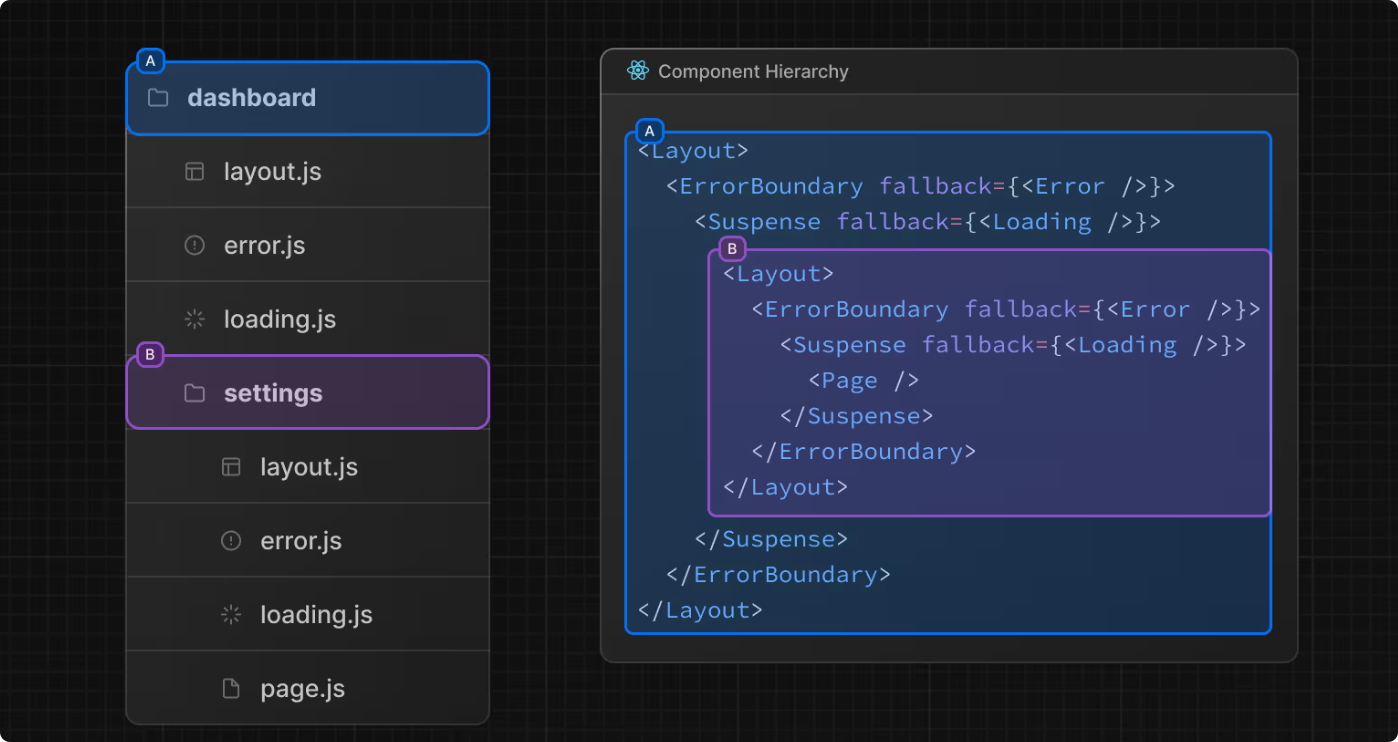 A
dashboard
layout.js
error.js
loading.js
B
settings
layout.js
error.js
loading.js
page.js
Component Hierarchy
A
<Layout>
<ErrorBoundary fallback={<Error />}>
<Suspense fallback={<Loading />}>
B
<Layout>
<ErrorBoundary fallback={<Error />}>
<Suspense fallback={<Loading />}>
<Page />
</Suspense>
</ErrorBoundary>
</Layout>
</Suspense>
</ErrorBoundary>
</Layout>